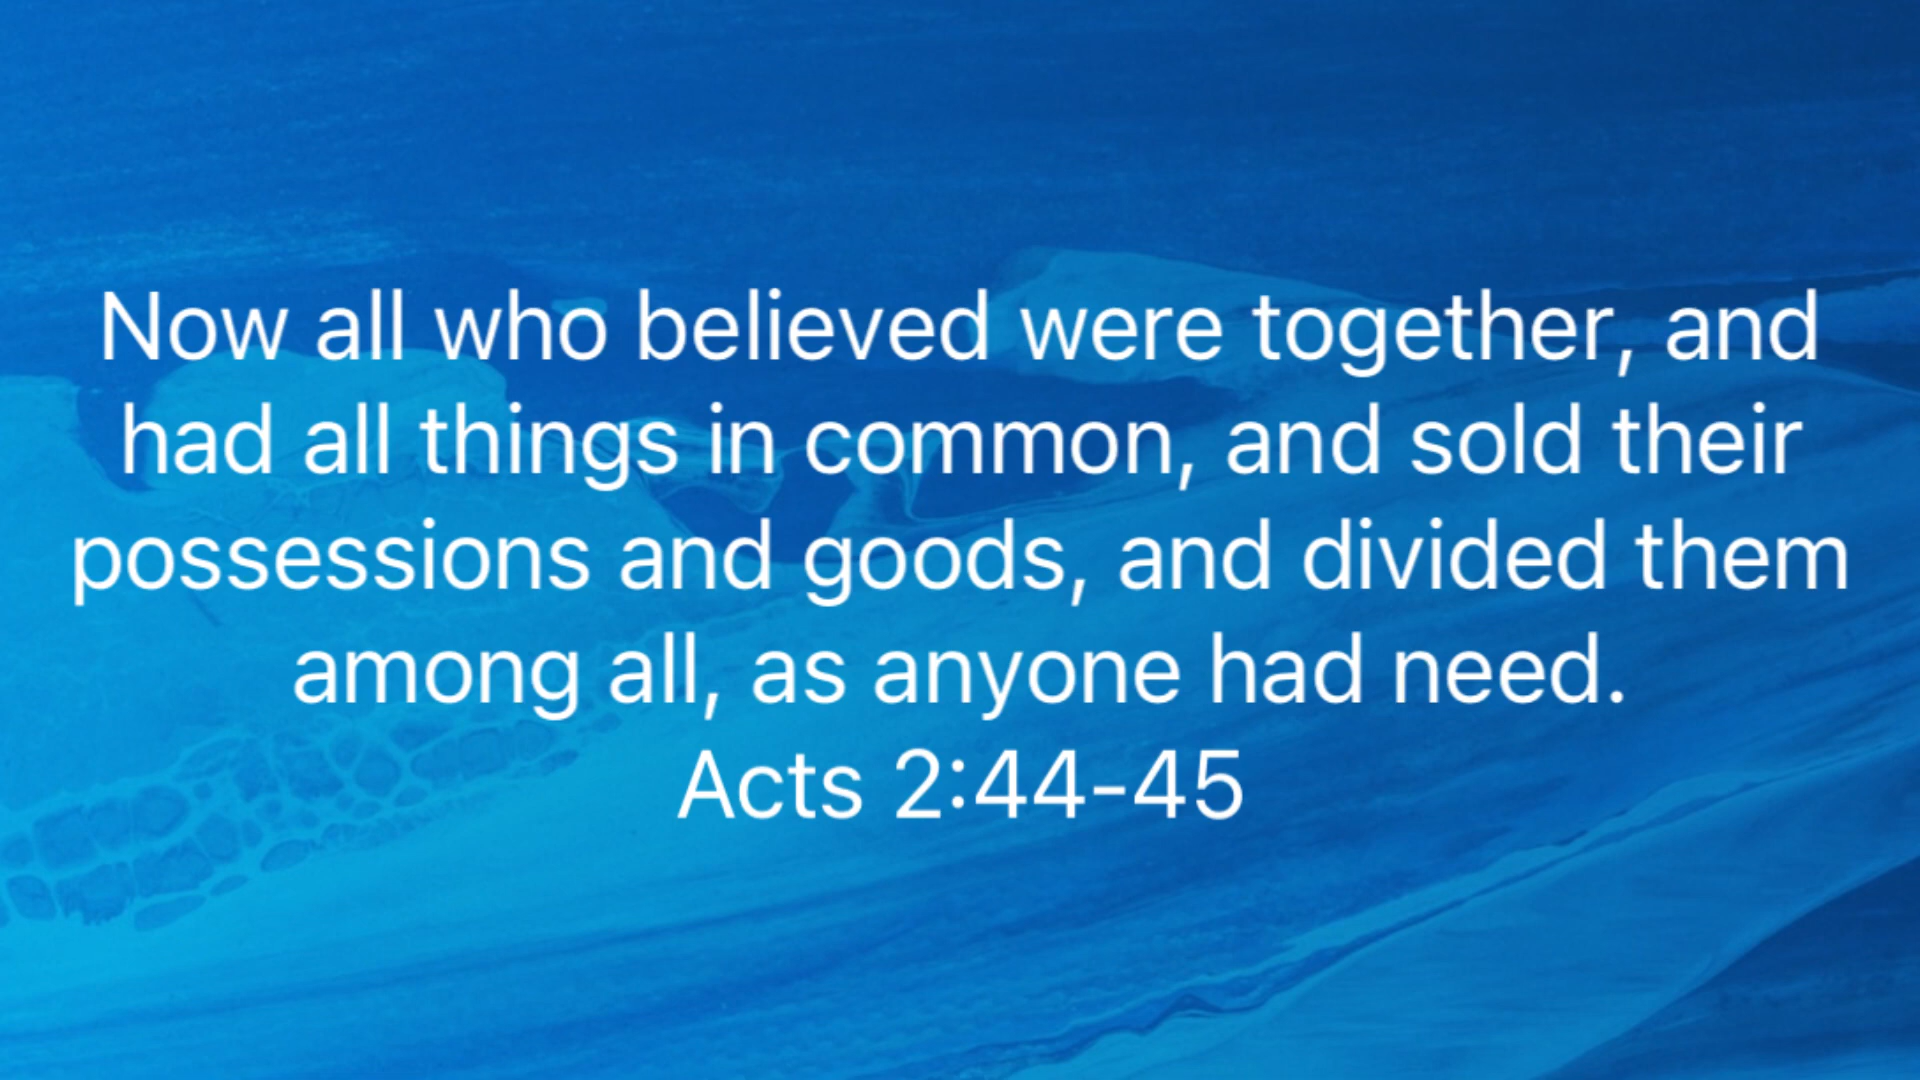 Now all who believed were together, and
had all things in common, and sold their
possessions and goods, and divided them
among all, as anyone had need.
Acts 2:44-45